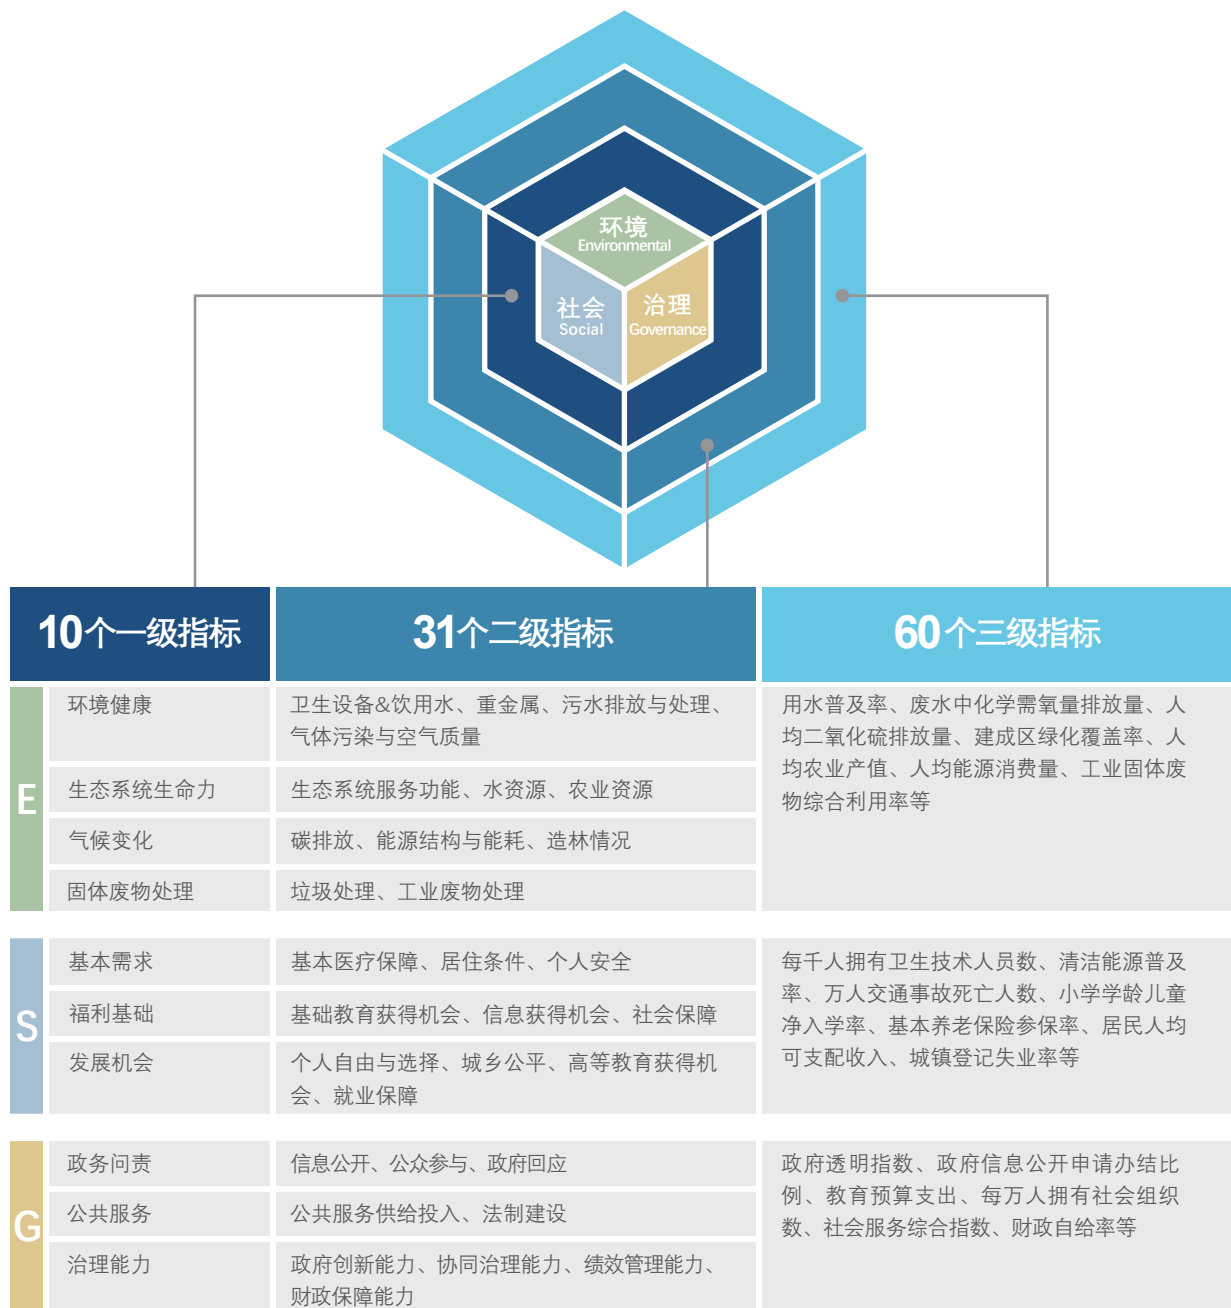 环境
Environmental
社会
Social
治理
Governance
10个一级指标
31个二级指标
60个三级指标
E
环境健康
卫生设备&饮用水、重金属、污水排放与处理、
气体污染与空气质量
生态系统生命力
生态系统服务功能、水资源、农业资源
气候变化
碳排放、能源结构与能耗、造林情况
固体废物处理
垃圾处理、工业废物处理
用水普及率、废水中化学需氧量排放量、人
均二氧化硫排放量、建成区绿化覆盖率、人
均农业产值、人均能源消费量、工业固体废
物综合利用率等
S
基本需求
基本医疗保障、居住条件、个人安全
福利基础
基础教育获得机会、信息获得机会、社会保障
发展机会
个人自由与选择、城乡公平、高等教育获得机
会、就业保障
每千人拥有卫生技术人员数、清洁能源普及
率、万人交通事故死亡人数、小学学龄儿童
净入学率、基本养老保险参保率、居民人均
可支配收入、城镇登记失业率等
G
政务问责
信息公开、公众参与、政府回应
公共服务
公共服务供给投入、法制建设
治理能力
政府创新能力、协同治理能力、绩效管理能力、
财政保障能力
政府透明指数、政府信息公开申请办结比
例、教育预算支出、每万人拥有社会组织
数、社会服务综合指数、财政自给率等